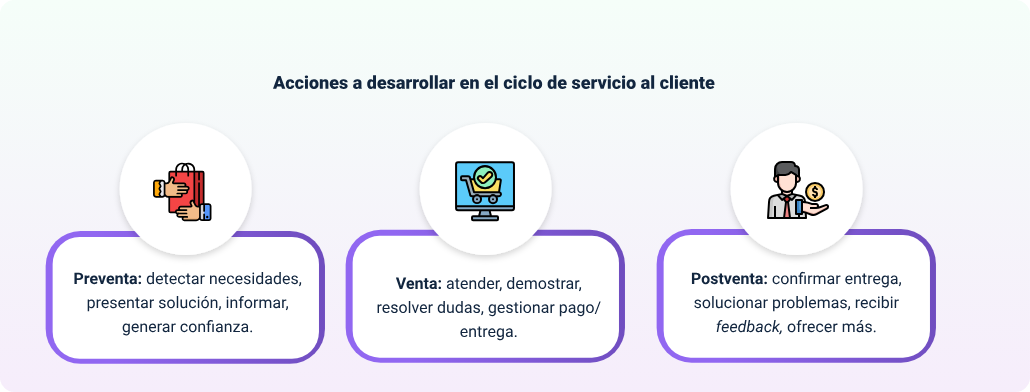 Acciones a desarrollar en el ciclo de servicio al cliente
Preventa: detectar necesidades,
presentar solución, informar,
generar confianza.
Venta: atender, demostrar,
resolver dudas, gestionar pago/
entrega.
Postventa: confirmar entrega,
solucionar problemas, recibir
feedback, ofrecer más.